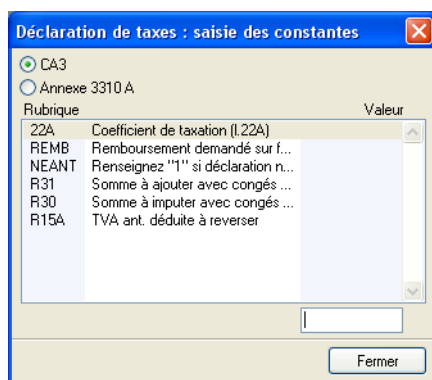 Déclaration de taxes : saisie des constantes
CA3
Annexe 3310 A
Rubrique Valeur
22A Coefficient de taxation (l.22A)
REMB Remboursement demandé sur f...
NEANT Renseignez "1" si déclaration n...
R31 Somme à ajouter avec congés ...
R30 Somme à imputer avec congés ...
R15A TVA ant. déduite à reverser
Fermer